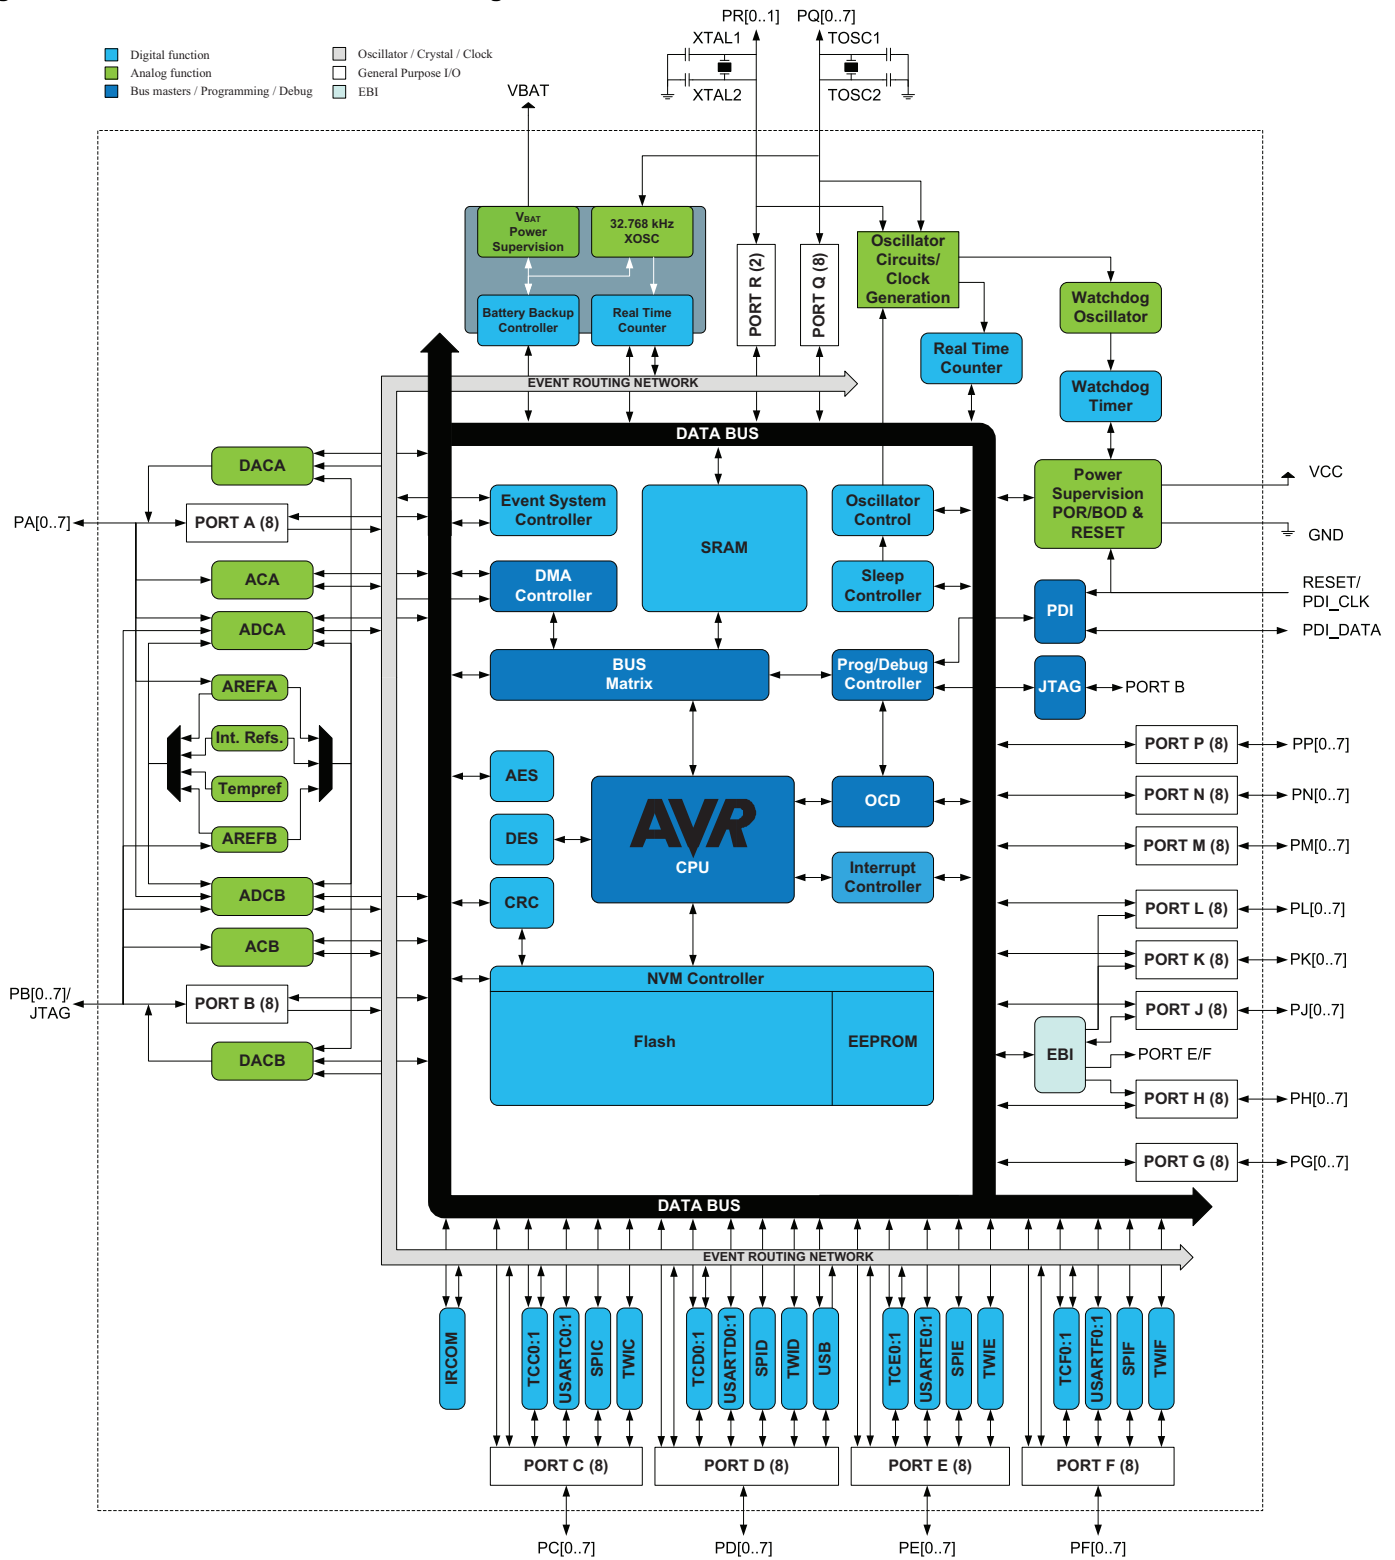 PR[0..1]
PQ[0..7]
XTAL1
TOSC1
XTAL2
TOSC2
Digital function
Analog function
Bus masters / Programming / Debug
Oscillator / Crystal / Clock
General Purpose I/O
EBI
VBAT
VBAT
Power
Supervision
32.768 kHz
XOSC
Battery Backup
Controller
Real Time
Counter
PORT R (2)
PORT Q (8)
Oscillator
Circuits/
Clock
Generation
Watchdog
Oscillator
Real Time
Counter
Watchdog
Timer
EVENT ROUTING NETWORK
DATA BUS
DACA
PA[0..7]
PORT A (8)
ACA
ADCA
AREFA
Int. Refs.
Tempref
AREFB
ADCB
ACB
PB[0..7]/
JTAG
PORT B (8)
DACB
Event System
Controller
SRAM
Oscillator
Control
DMA
Controller
Sleep
Controller
BUS
Matrix
Prog/Debug
Controller
AES
DES
CRC
AVR
CPU
OCD
Interrupt
Controller
NVM Controller
Flash
EEPROM
Power
Supervision
POR/BOD &
RESET
VCC
GND
RESET/
PDI_CLK
PDI
PDI_DATA
JTAG
PORT B
PORT P (8)
PP[0..7]
PORT N (8)
PN[0..7]
PORT M (8)
PM[0..7]
PORT L (8)
PL[0..7]
PORT K (8)
PK[0..7]
PORT J (8)
PJ[0..7]
EBI
PORT E/F
PORT H (8)
PH[0..7]
PORT G (8)
PG[0..7]
DATA BUS
EVENT ROUTING NETWORK
IRCOM
TCC0:1
USARTC0:1
SPIC
TWIC
TCD0:1
USARTD0:1
SPID
TWID
USB
TCE0:1
USARTE0:1
SPIE
TWIE
TCF0:1
USARTF0:1
SPIF
TWIF
PORT C (8)
PORT D (8)
PORT E (8)
PORT F (8)
PC[0..7]
PD[0..7]
PE[0..7]
PF[0..7]